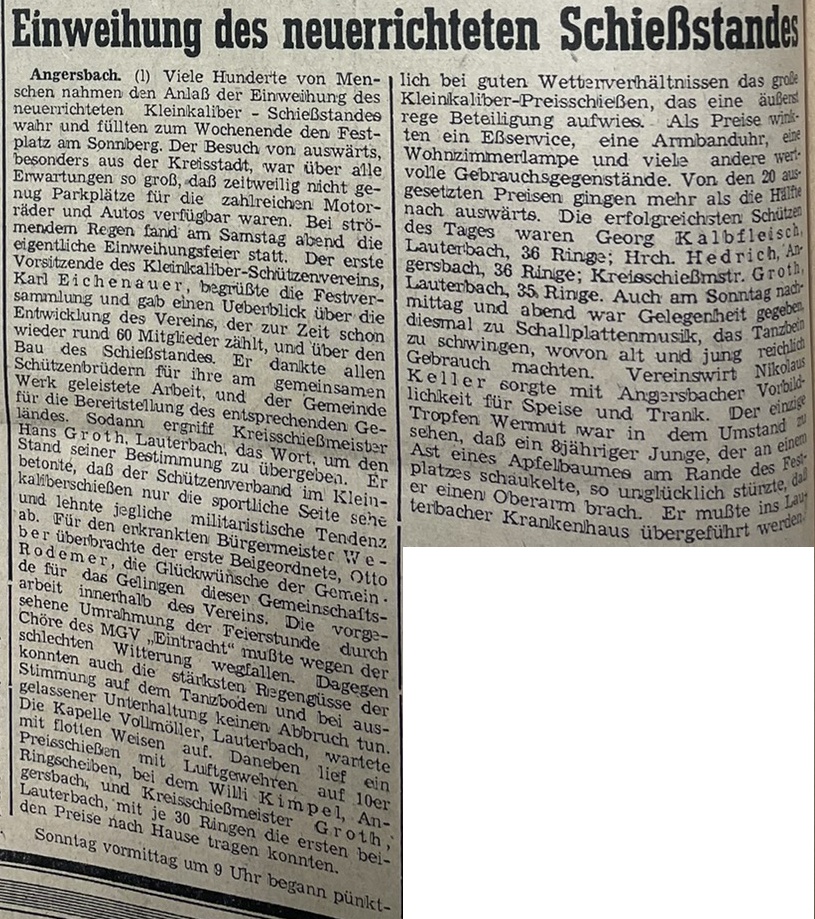 Einweihung des neuerrichteten Schießstandes
Angersbach. (l) Viele Hunderte von Men-
schen nahmen den Anlaß der Einweihung des
neuerrichteten Kleinkaliber - Schießstandes
wahr und füllten zum Wochenende den Fest-
platz am Sonnberg. Der Besuch von auswärts,
besonders aus der Kreisstadt, war über alle
Erwartungen so groß, daß zeitweilig nicht ge-
nug Parkplätze für die zahlreichen Motor-
räder und Autos verfügbar waren. Bei strö-
mendem Regen fand am Samstag abend die
eigentliche Einweihungsfeier statt. Der erste
Vorsitzende des Kleinkaliber-Schützenvereins,
Karl Eichenauer, begrüßte die Festver-
sammlung und gab einen Ueberblick über die
Entwicklung des Vereins, der zur Zeit schon
wieder rund 60 Mitglieder zählt, und über den
Bau des Schießstandes. Er dankte allen
Schützenbrüdern für ihre am gemeinsamen
Werk geleistete Arbeit, und der Gemeinde
für die Bereitstellung des entsprechenden Ge-
ländes. Sodann ergriff Kreisschießmeister
Hans Groth, Lauterbach, das Wort, um den
Stand seiner Bestimmung zu übergeben. Er
betonte, daß der Schützenverband im Klein-
kaliberschießen nur die sportliche Seite sehe
und lehnte jegliche militaristische Tendenz
ab. Für den erkrankten Bürgermeister We-
ber überbrachte der erste Beigeordnete, Otto
Rodemer, die Glückwünsche der Gemein-
de für das Gelingen dieser Gemeinschafts-
arbeit innerhalb des Vereins. Die vorge-
sehene Umrahmung der Feierstunde durch
Chöre des MGV „Eintracht" mußte wegen der
schlechten Witterung wegfallen. Dagegen
konnten auch die stärksten Regengüsse der
Stimmung auf dem Tanzboden und bei aus-
gelassener Unterhaltung keinen Abbruch tun.
Die Kapelle Vollmöller, Lauterbach, wartete
mit flotten Weisen auf. Daneben lief ein
Preisschießen mit Luftgewehren auf 10er
Ringscheiben, bei dem Willi Kimpel, An-
gersbach, und Kreisschießmeister Groth,
Lauterbach, mit je 30 Ringen die ersten bei-
den Preise nach Hause tragen konnten.
Sonntag vormittag um 9 Uhr begann pünkt-
lich bei guten Wetterverhältnissen das große
Kleinkaliber-Preisschießen, das eine äußerst
rege Beteiligung aufwies. Als Preise wink-
ten ein Eßservice, eine Armbanduhr, eine
Wohnzimmerlampe und viele andere wert-
volle Gebrauchsgegenstände. Von den 20 aus-
gesetzten Preisen gingen mehr als die Hälfte
nach auswärts. Die erfolgreichsten Schützen
des Tages waren Georg Kalbfleisch,
Lauterbach, 36 Ringe; Hrch. Hedrich, An-
gersbach, 36 Ringe; Kreisschießmstr. Groth,
Lauterbach, 35 Ringe. Auch am Sonntag nach-
mittag und abend war Gelegenheit gegeben,
diesmal zu Schallplattenmusik, das Tanzbein
zu schwingen, wovon alt und jung reichlich
Gebrauch machten. Vereinswirt Nikolaus
Keller sorgte mit Angersbacher Vorbild-
lichkeit für Speise und Trank. Der einzige
Tropfen Wermut war in dem Umstand zu
sehen, daß ein 8jähriger Junge, der an einem
Ast eines Apfelbaumes am Rande des Fest-
platzes schaukelte, so unglücklich stürzte, daß
er einen Oberarm brach. Er mußte ins Lau-
terbacher Krankenhaus übergeführt werden.